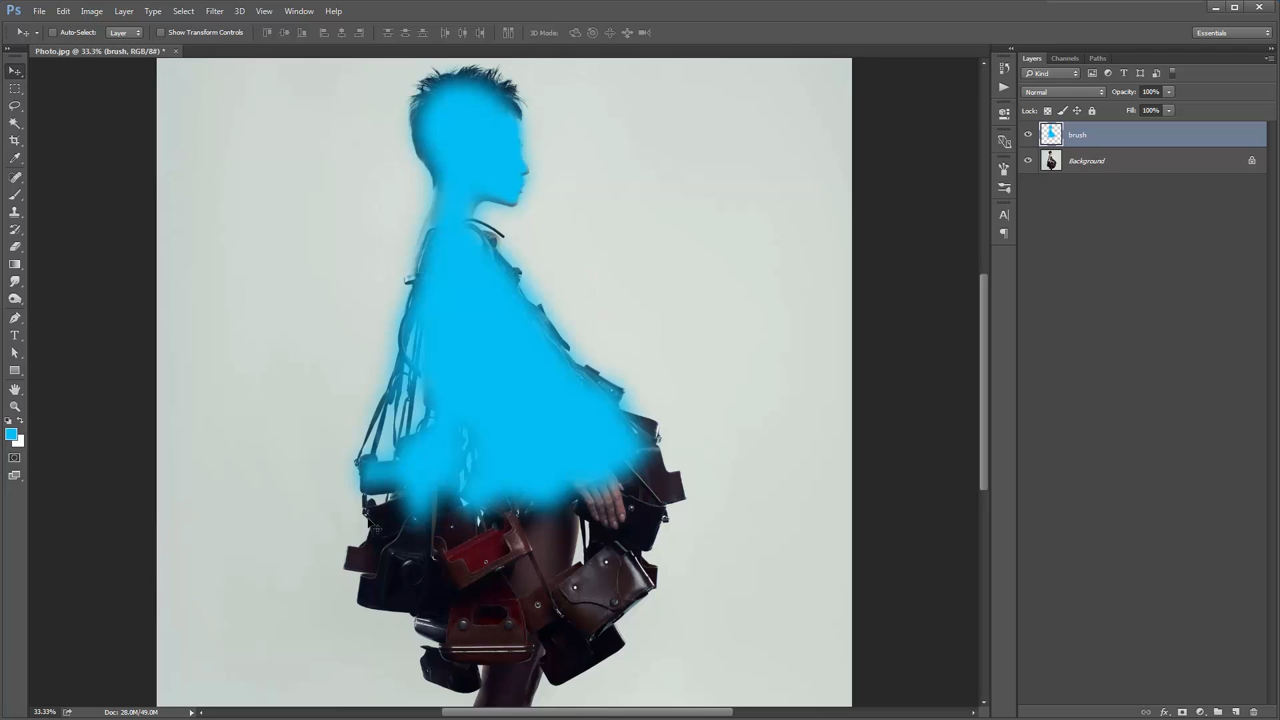 Ps File Edit Image Layer Type Select Filter 3D View Window Help
Auto-Select: Layer Show Transform Controls 3D Mode: Essentials
Photo.jpg @ 33.3% (brush, RGB/8#) * ×
Layers Channels Paths
Kind T
Normal Opacity: 100%
Lock: Fill: 100%
brush
Background
A
T
33.33% Doc: 28.0M/49.0M
fx